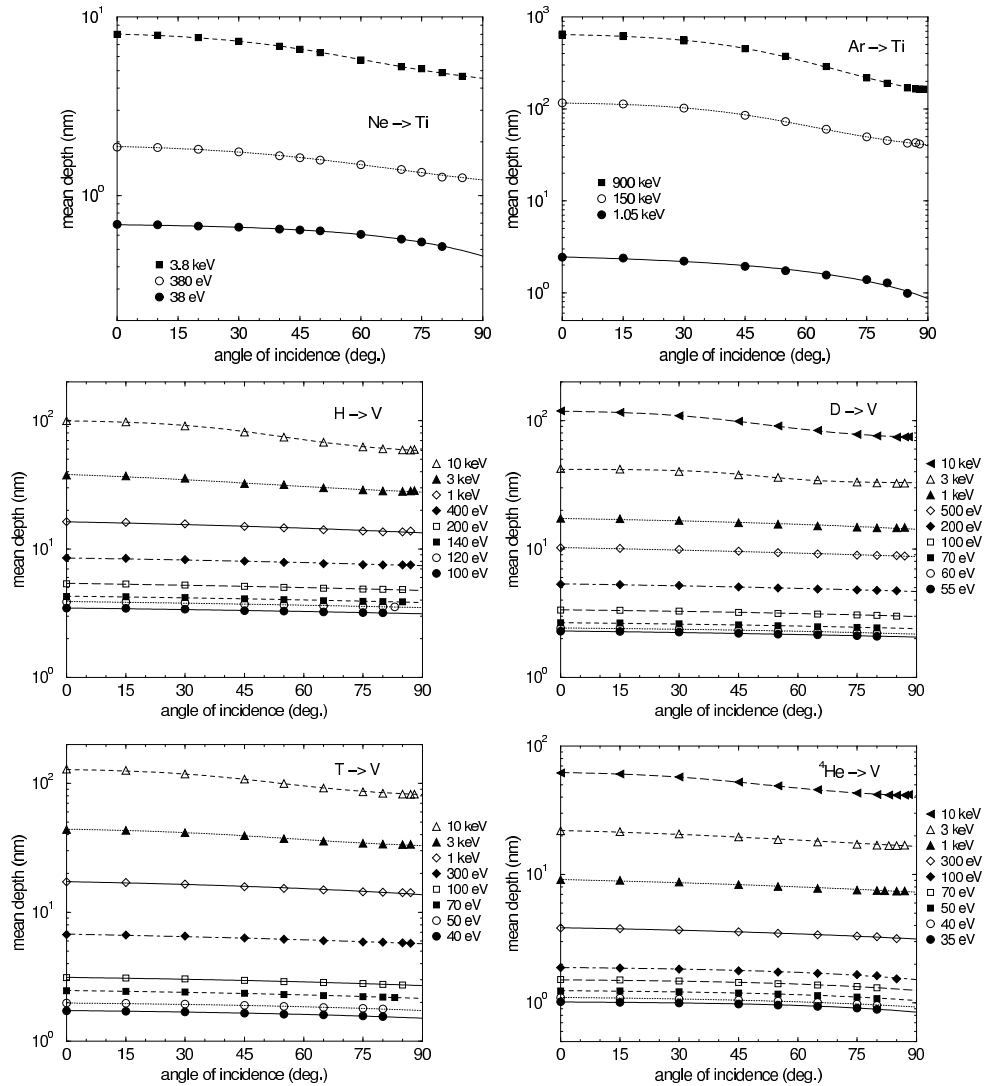 10¹
10⁰
mean depth (nm)
Ne –> Ti
3.8 keV
380 eV
38 eV
0 15 30 45 60 75 90
angle of incidence (deg.)
10³
10²
10¹
10⁰
mean depth (nm)
Ar –> Ti
900 keV
150 keV
1.05 keV
0 15 30 45 60 75 90
angle of incidence (deg.)
10²
10¹
10⁰
mean depth (nm)
H –> V
10 keV
3 keV
1 keV
400 eV
200 eV
140 eV
120 eV
100 eV
0 15 30 45 60 75 90
angle of incidence (deg.)
10²
10¹
10⁰
mean depth (nm)
D –> V
10 keV
3 keV
1 keV
500 eV
200 eV
100 eV
70 eV
60 eV
55 eV
0 15 30 45 60 75 90
angle of incidence (deg.)
10²
10¹
10⁰
mean depth (nm)
T –> V
10 keV
3 keV
1 keV
300 eV
100 eV
70 eV
50 eV
40 eV
0 15 30 45 60 75 90
angle of incidence (deg.)
10²
10¹
10⁰
mean depth (nm)
⁴He –> V
10 keV
3 keV
1 keV
300 eV
100 eV
70 eV
50 eV
40 eV
35 eV
0 15 30 45 60 75 90
angle of incidence (deg.)